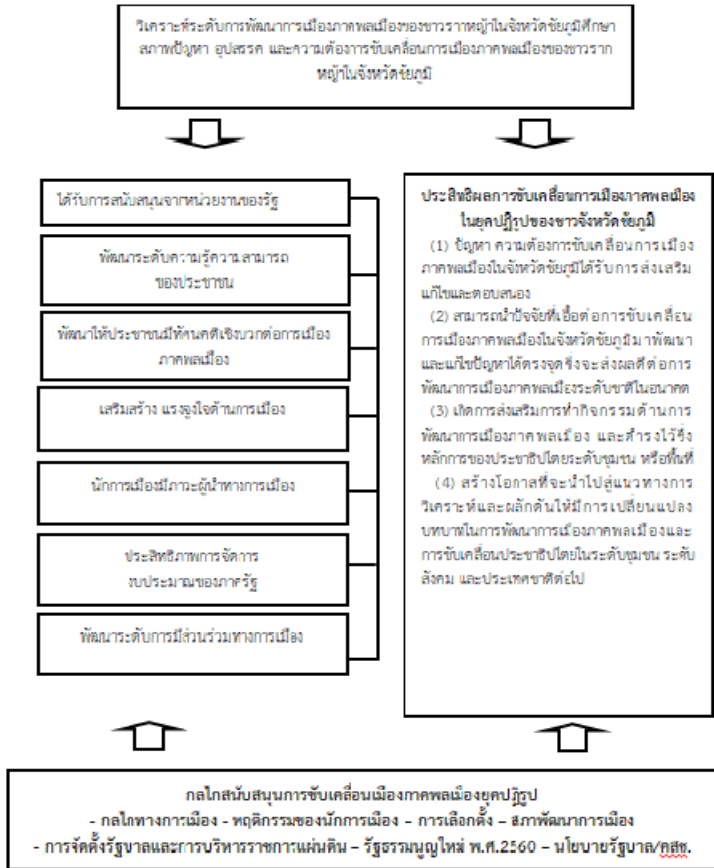 วิเคราะห์ระดับการพัฒนาการเมืองภาคพลเมืองของชาวรากหญ้าในจังหวัดชัยภูมิศึกษา
สภาพปัญหา อุปสรรค และความต้องการขับเคลื่อนการเมืองภาคพลเมืองของชาวราก
หญ้าในจังหวัดชัยภูมิ
ได้รับการสนับสนุนจากหน่วยงานของรัฐ
พัฒนาระดับความรู้ความสามารถ
ของประชาชน
พัฒนาให้ประชาชนมีทัศนคติเชิงบวกต่อการเมือง
ภาคพลเมือง
เสริมสร้าง แรงจูงใจด้านการเมือง
นักการเมืองมีภาวะผู้นำทางการเมือง
ประสิทธิภาพการจัดการ
งบประมาณของภาครัฐ
พัฒนาระดับการมีส่วนร่วมทางการเมือง
ประสิทธิผลการขับเคลื่อนการเมืองภาคพลเมือง
ในยุคปฏิรูปของชาวจังหวัดชัยภูมิ
(1) ปัญหา ความต้องการขับเคลื่อนการเมือง
ภาคพลเมืองในจังหวัดชัยภูมิได้รับการส่งเสริม
แก้ไขและตอบสนอง
(2) สามารถนำปัจจัยที่เอื้อต่อการขับเคลื่อน
การเมืองภาคพลเมืองในจังหวัดชัยภูมิมาพัฒนา
และแก้ไขปัญหาได้ตรงจุดซึ่งจะส่งผลดีต่อการ
พัฒนาการเมืองภาคพลเมืองระดับชาติในอนาคต
(3) เกิดการส่งเสริมการทำกิจกรรมด้านการ
พัฒนาการเมืองภาคพลเมือง และดำรงไว้ซึ่ง
หลักการของประชาธิปไตยระดับชุมชน หรือพื้นที่
(4) สร้างโอกาสที่จะนำไปสู่แนวทางการ
วิเคราะห์และผลักดันให้มีการเปลี่ยนแปลง
บทบาทในการพัฒนาการเมืองภาคพลเมืองและ
การขับเคลื่อนประชาธิปไตยในระดับชุมชน ระดับ
สังคม และประเทศชาติต่อไป
กลไกสนับสนุนการขับเคลื่อนเมืองภาคพลเมืองยุคปฏิรูป
- กลไกทางการเมือง - พฤติกรรมของนักการเมือง – การเลือกตั้ง – สภาพัฒนาการเมือง
- การจัดตั้งรัฐบาลและการบริหารราชการแผ่นดิน – รัฐธรรมนูญใหม่ พ.ศ.2560 – นโยบายรัฐบาล/คสช.